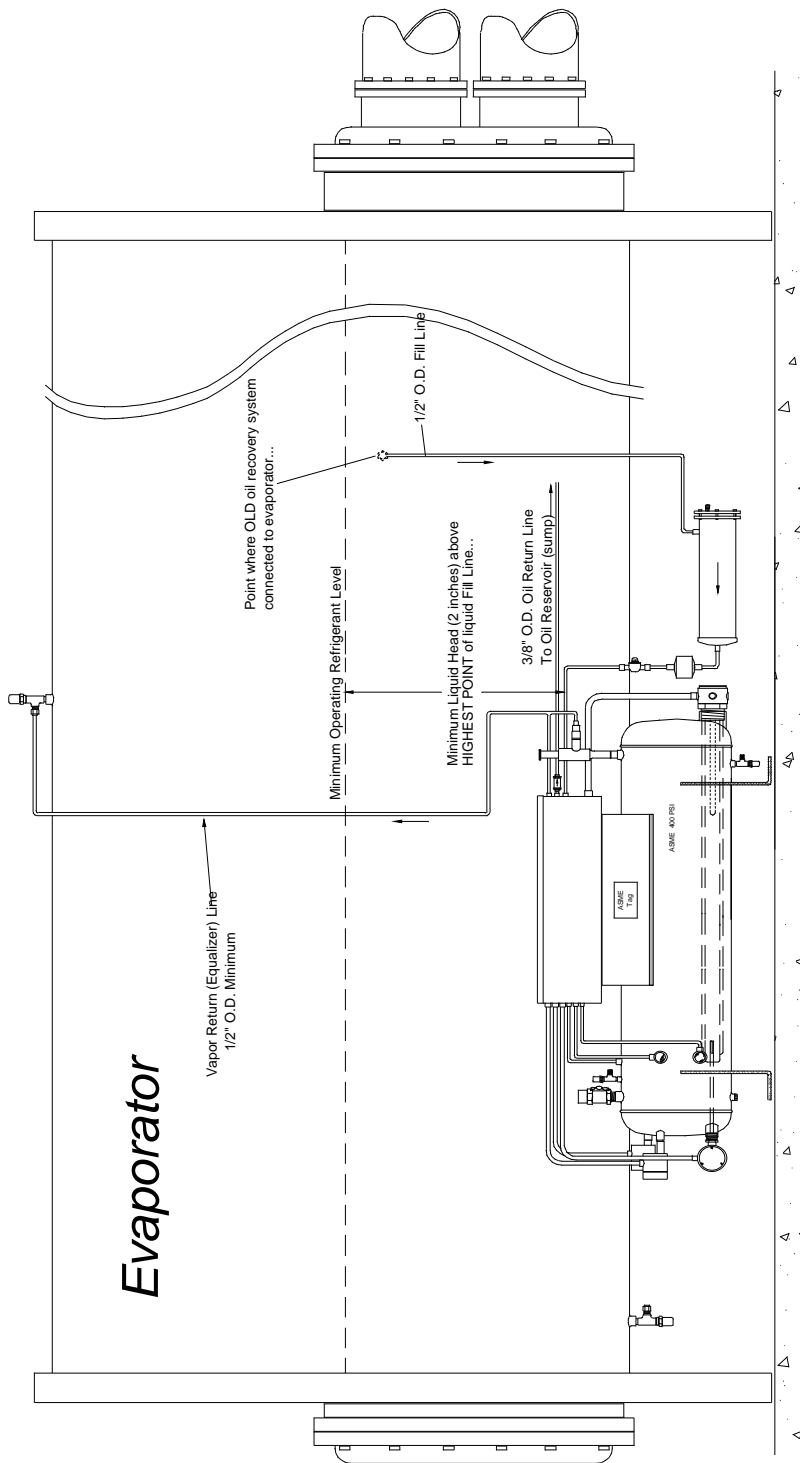 Evaporator
Vapor Return (Equalizer) Line
1/2" O.D. Minimum
Point where OLD oil recovery system
connected to evaporator...
Minimum Operating Refrigerant Level
1/2" O.D. Fill Line
Minimum Liquid Head (2 inches) above
HIGHEST POINT of liquid Fill Line...
3/8" O.D. Oil Return Line
To Oil Reservoir (sump)
ASME
Tag
ASME 400 PSI